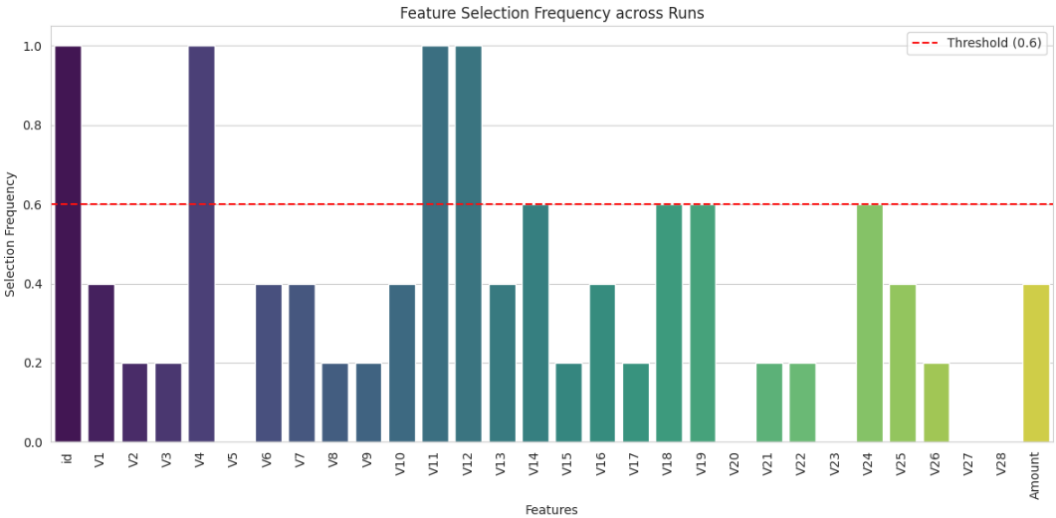 Feature Selection Frequency across Runs
Threshold (0.6)
Selection Frequency
1.0
0.8
0.6
0.4
0.2
0.0
id V1 V2 V3 V4 V5 V6 V7 V8 V9 V10 V11 V12 V13 V14 V15 V16 V17 V18 V19 V20 V21 V22 V23 V24 V25 V26 V27 V28 Amount
Features